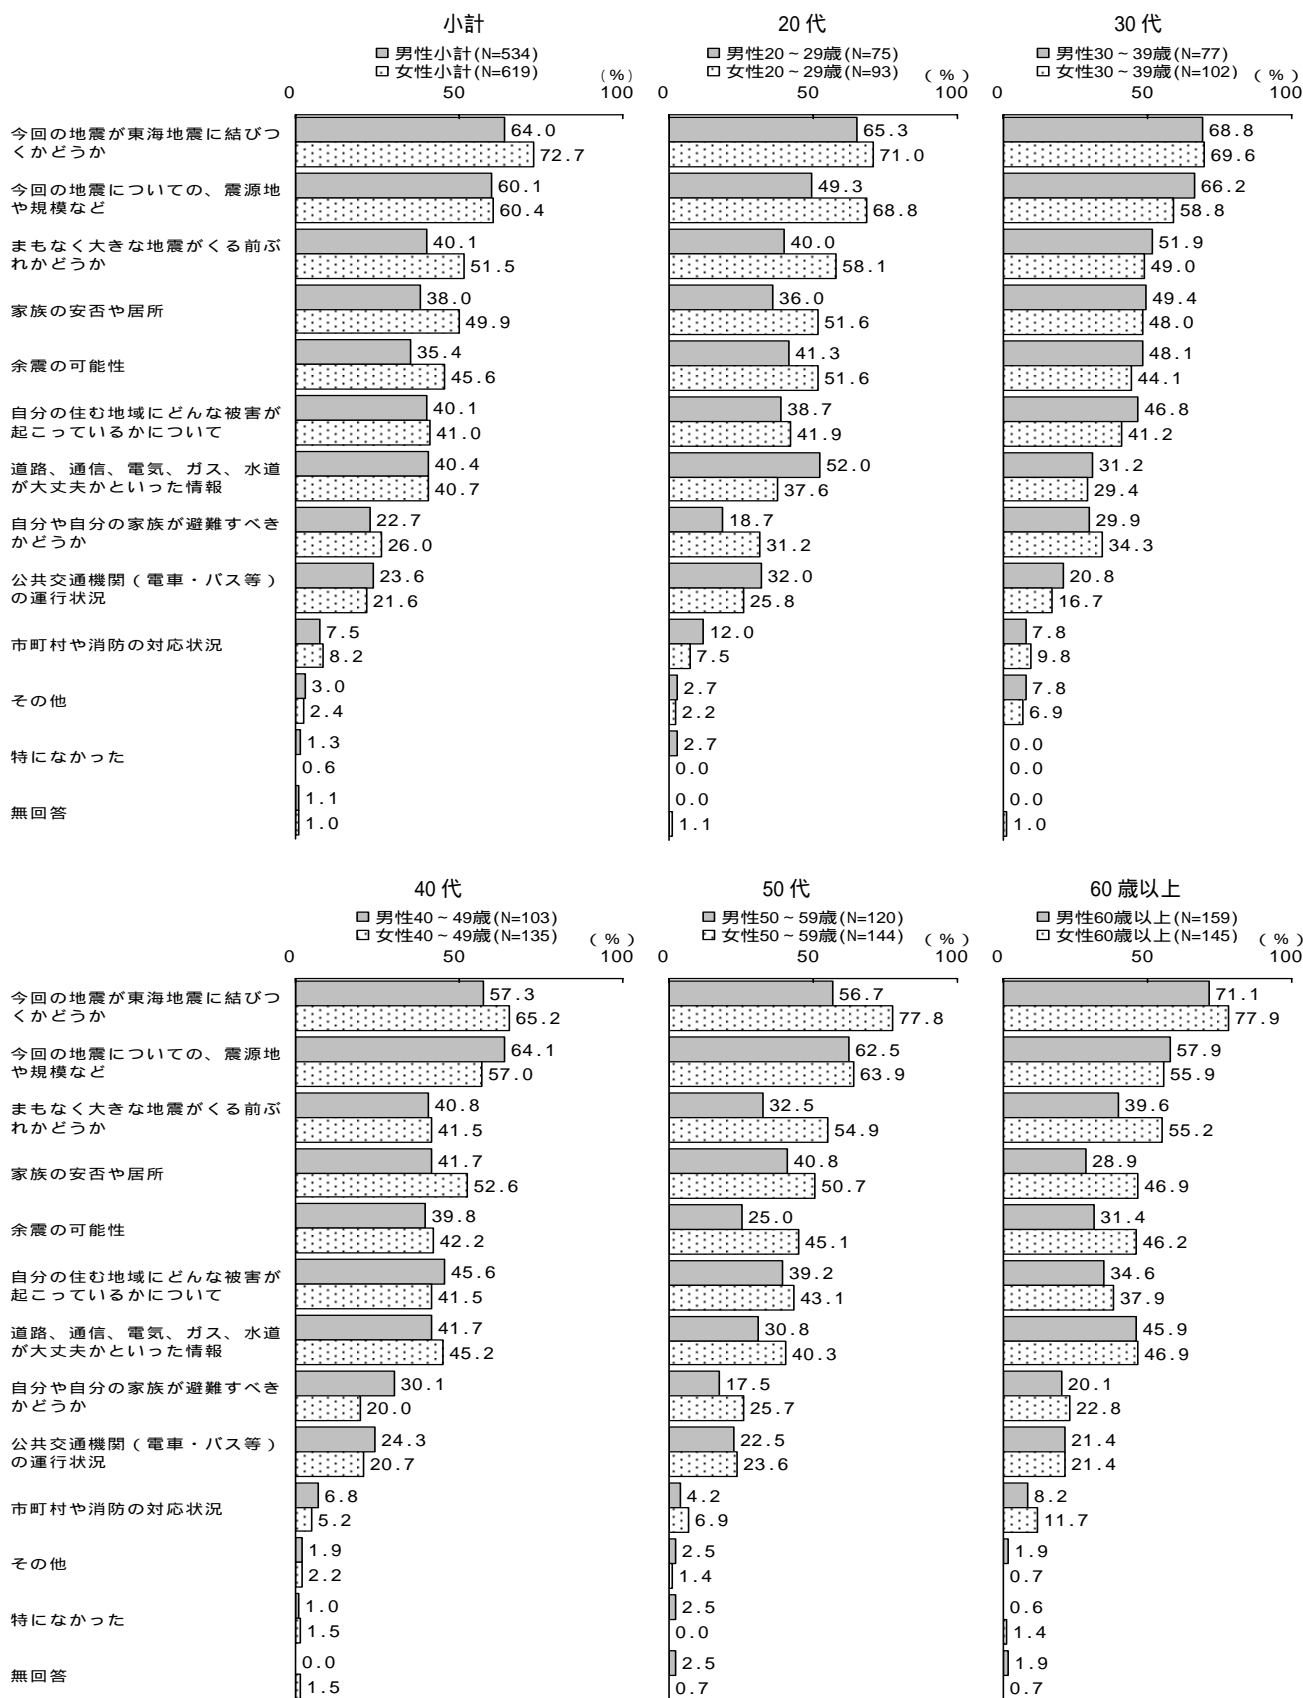 小計
20 代
30 代
男性小計(N=534)
女性小計(N=619)
(%)
男性20~29歳(N=75)
女性20~29歳(N=93)
(%)
男性30~39歳(N=77)
女性30~39歳(N=102)
(%)
0 50 100
0 50 100
0 50 100
今回の地震が東海地震に結びつ
くかどうか
64.0
72.7
65.3
71.0
68.8
69.6
今回の地震についての、震源地
や規模など
60.1
60.4
49.3
68.8
66.2
58.8
まもなく大きな地震がくる前ぶ
れかどうか
40.1
51.5
40.0
58.1
51.9
49.0
家族の安否や居所
38.0
49.9
36.0
51.6
49.4
48.0
余震の可能性
35.4
45.6
41.3
51.6
48.1
44.1
自分の住む地域にどんな被害が
起こっているかについて
40.1
41.0
38.7
41.9
46.8
41.2
道路、通信、電気、ガス、水道
が大丈夫かといった情報
40.4
40.7
52.0
37.6
31.2
29.4
自分や自分の家族が避難すべき
かどうか
22.7
26.0
18.7
31.2
29.9
34.3
公共交通機関(電車・バス等)
の運行状況
23.6
21.6
32.0
25.8
20.8
16.7
市町村や消防の対応状況
7.5
8.2
12.0
7.5
7.8
9.8
その他
3.0
2.4
2.7
2.2
7.8
6.9
特になかった
1.3
0.6
2.7
0.0
0.0
0.0
無回答
1.1
1.0
0.0
1.1
0.0
1.0
40 代
50 代
60 歳以上
男性40~49歳(N=103)
女性40~49歳(N=135)
(%)
男性50~59歳(N=120)
女性50~59歳(N=144)
(%)
男性60歳以上(N=159)
女性60歳以上(N=145)
(%)
0 50 100
0 50 100
0 50 100
今回の地震が東海地震に結びつ
くかどうか
57.3
65.2
56.7
77.8
71.1
77.9
今回の地震についての、震源地
や規模など
64.1
57.0
62.5
63.9
57.9
55.9
まもなく大きな地震がくる前ぶ
れかどうか
40.8
41.5
32.5
54.9
39.6
55.2
家族の安否や居所
41.7
52.6
40.8
50.7
28.9
46.9
余震の可能性
39.8
42.2
25.0
45.1
31.4
46.2
自分の住む地域にどんな被害が
起こっているかについて
45.6
41.5
39.2
43.1
34.6
37.9
道路、通信、電気、ガス、水道
が大丈夫かといった情報
41.7
45.2
30.8
40.3
45.9
46.9
自分や自分の家族が避難すべき
かどうか
30.1
20.0
17.5
25.7
20.1
22.8
公共交通機関(電車・バス等)
の運行状況
24.3
20.7
22.5
23.6
21.4
21.4
市町村や消防の対応状況
6.8
5.2
4.2
6.9
8.2
11.7
その他
1.9
2.2
2.5
1.4
1.9
0.7
特になかった
1.0
1.5
2.5
0.0
0.6
1.4
無回答
0.0
1.5
2.5
0.7
1.9
0.7